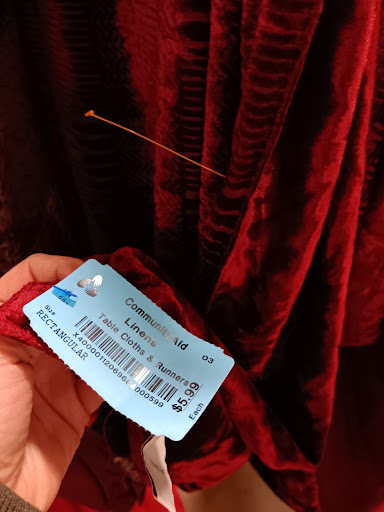 Community Aid
03
Linens
Table Cloths & Runners
Size
RECTANGULAR
$5.99
Each